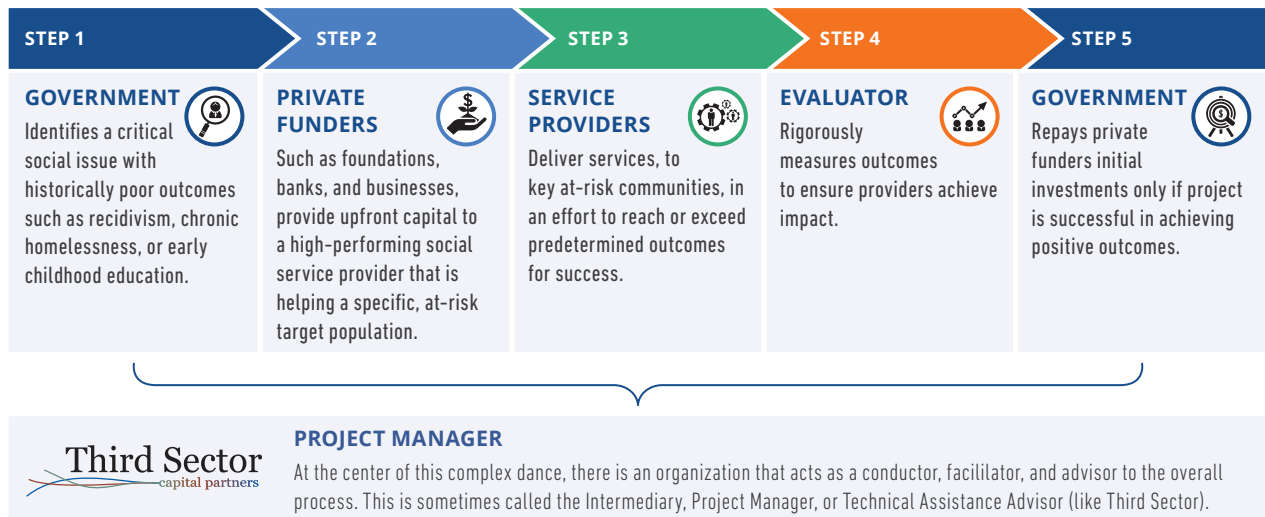 STEP 1
STEP 2
STEP 3
STEP 4
STEP 5
GOVERNMENT
Identifies a critical
social issue with
historically poor outcomes
such as recidivism, chronic
homelessness, or early
childhood education.
PRIVATE
FUNDERS
Such as foundations,
banks, and businesses,
provide upfront capital to
a high-performing social
service provider that is
helping a specific, at-risk
target population.
SERVICE
PROVIDERS
Deliver services, to
key at-risk communities, in
an effort to reach or exceed
predetermined outcomes
for success.
EVALUATOR
Rigorously
measures outcomes
to ensure providers achieve
impact.
GOVERNMENT
Repays private
funders initial
investments only if project
is successful in achieving
positive outcomes.
Third Sector
capital partners
PROJECT MANAGER
At the center of this complex dance, there is an organization that acts as a conductor, facililator, and advisor to the overall
process. This is sometimes called the Intermediary, Project Manager, or Technical Assistance Advisor (like Third Sector).